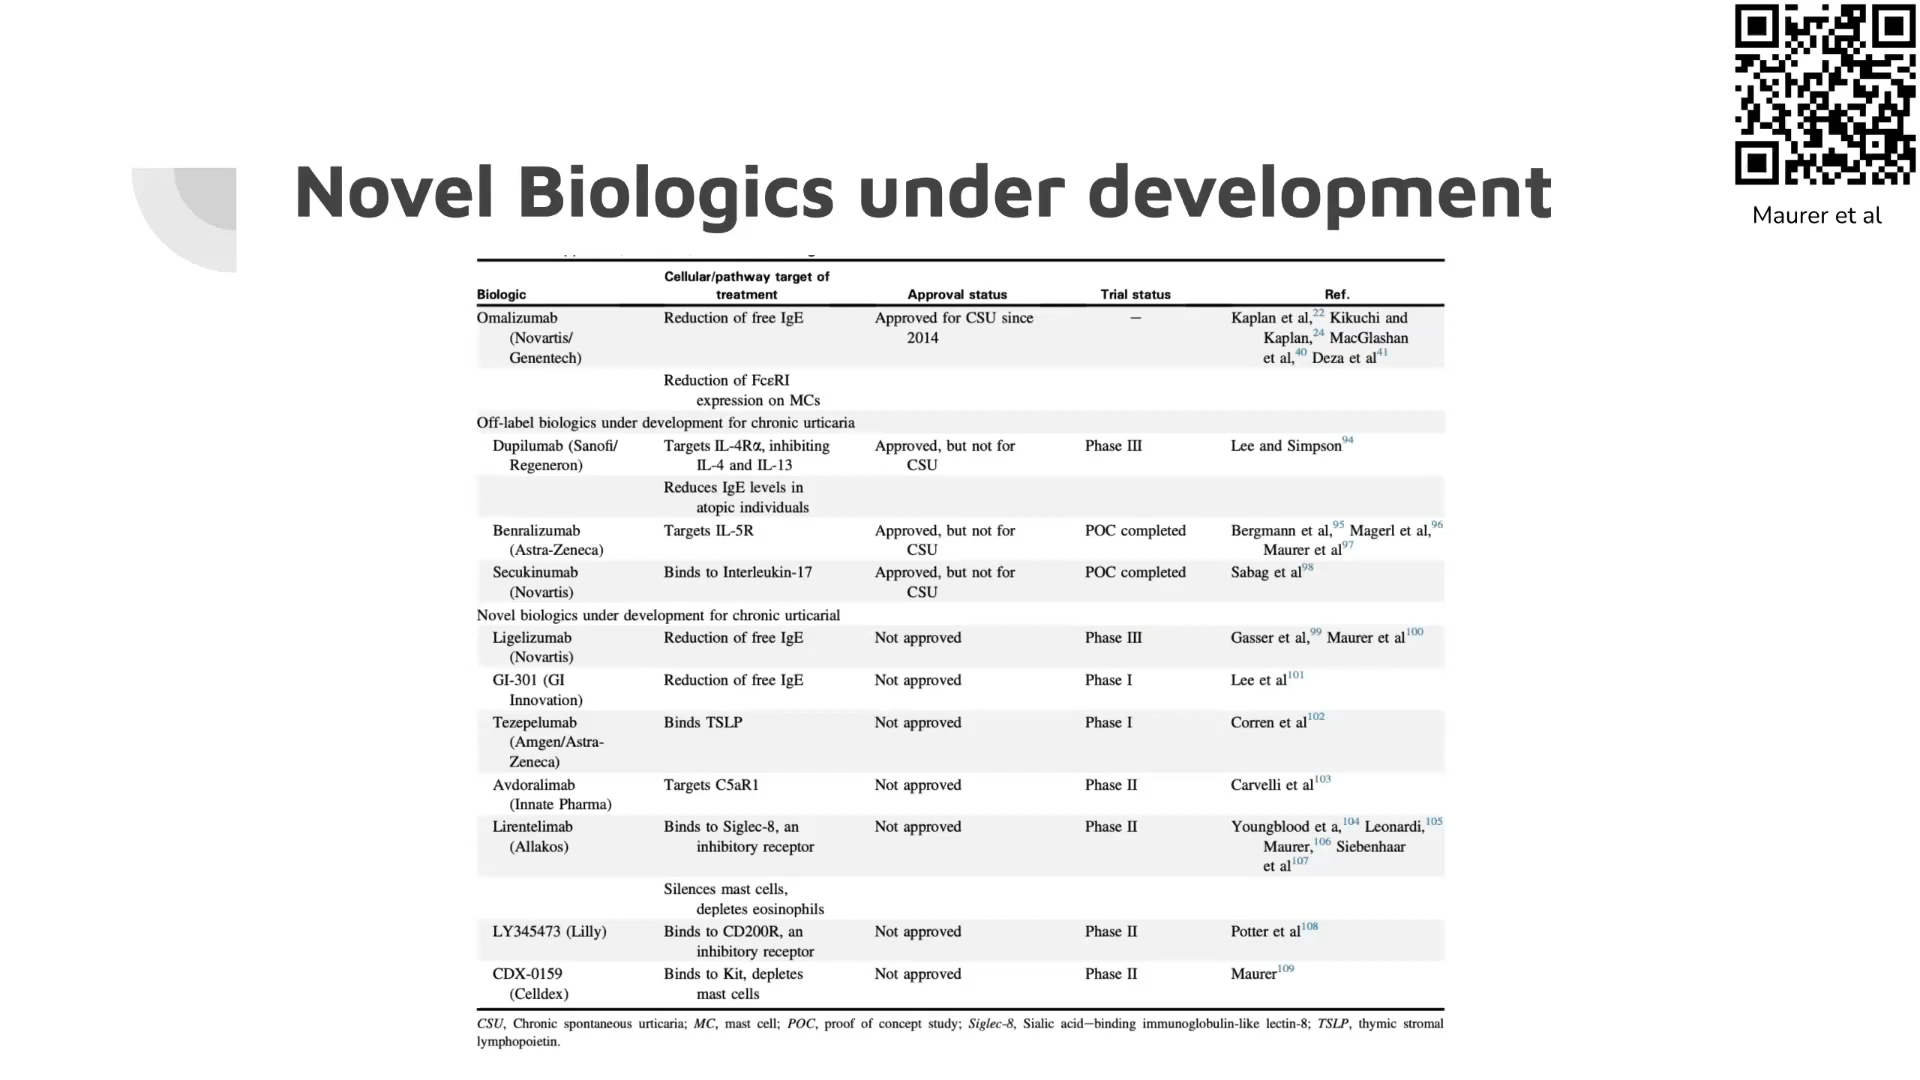 Maurer et al
Novel Biologics under development
Biologic Cellular/pathway target of treatment Approval status Trial status Ref.
Omalizumab (Novartis/ Genentech) Reduction of free IgE Approved for CSU since 2014 — Kaplan et al,22 Kikuchi and Kaplan,24 MacGlashan et al,40 Deza et al41
Reduction of FcεRI expression on MCs
Off-label biologics under development for chronic urticaria
Dupilumab (Sanofi/ Regeneron) Targets IL-4Rα, inhibiting IL-4 and IL-13 Approved, but not for CSU Phase III Lee and Simpson94
Reduces IgE levels in atopic individuals
Benralizumab (Astra-Zeneca) Targets IL-5R Approved, but not for CSU POC completed Bergmann et al,95 Magerl et al,96 Maurer et al97
Secukinumab (Novartis) Binds to Interleukin-17 Approved, but not for CSU POC completed Sabag et al98
Novel biologics under development for chronic urticarial
Ligelizumab (Novartis) Reduction of free IgE Not approved Phase III Gasser et al,99 Maurer et al100
GI-301 (GI Innovation) Reduction of free IgE Not approved Phase I Lee et al101
Tezepelumab (Amgen/Astra-Zeneca) Binds TSLP Not approved Phase I Corren et al102
Avdoralimab (Innate Pharma) Targets C5aR1 Not approved Phase II Carvelli et al103
Lirentelimab (Allakos) Binds to Siglec-8, an inhibitory receptor Not approved Phase II Youngblood et a,104 Leonardi,105 Maurer,106 Siebenhaar et al107
Silences mast cells, depletes eosinophils
LY345473 (Lilly) Binds to CD200R, an inhibitory receptor Not approved Phase II Potter et al108
CDX-0159 (Celldex) Binds to Kit, depletes mast cells Not approved Phase II Maurer109
CSU, Chronic spontaneous urticaria; MC, mast cell; POC, proof of concept study; Siglec-8, Sialic acid–binding immunoglobulin-like lectin-8; TSLP, thymic stromal
lymphopoietin.